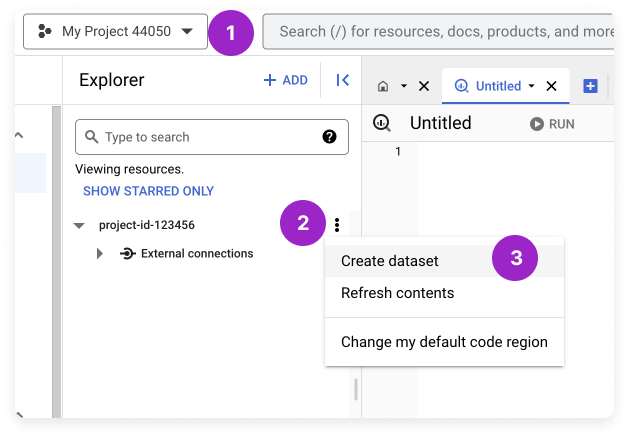 My Project 44050
1
Search (/) for resources, docs, products, and more
Explorer
+ ADD
Untitled
Type to search
?
Untitled
RUN
1
Viewing resources.
SHOW STARRED ONLY
project-id-123456
2
External connections
Create dataset
3
Refresh contents
Change my default code region